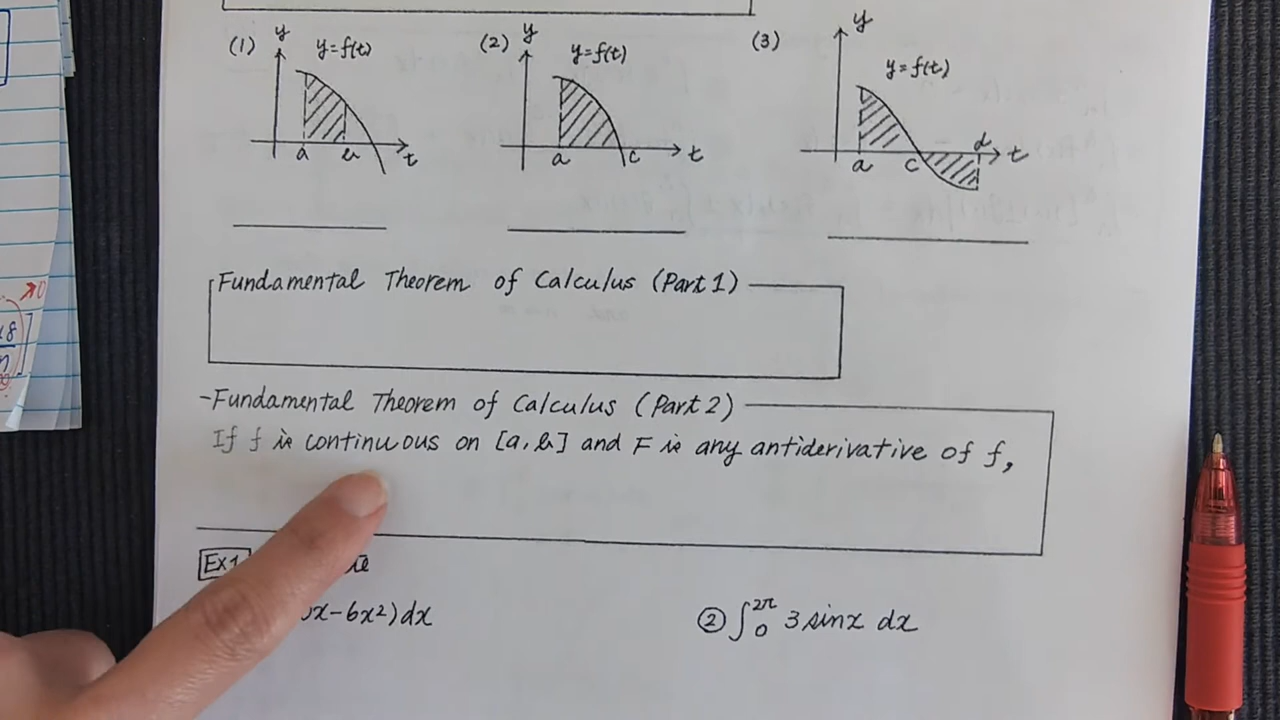 (1) y y=f(t) a b t
(2) y y=f(t) a c t
(3) y y=f(t) a c d t
Fundamental Theorem of Calculus (Part 1)
Fundamental Theorem of Calculus (Part 2)
If f is continuous on [a, b] and F is any antiderivative of f,
Ex1
x-6x²)dx
② ∫₀^2π 3 sinx dx